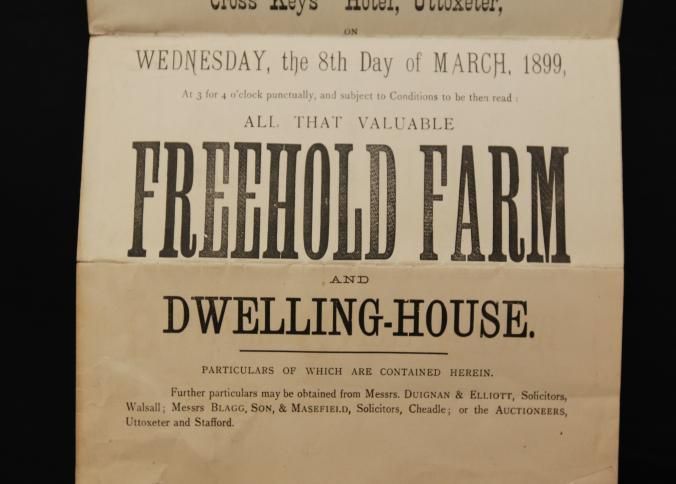 Cross Keys" Hotel, Uttoxeter,
ON
WEDNESDAY, the 8th Day of MARCH, 1899,
At 3 for 4 o'clock punctually, and subject to Conditions to be then read :
ALL THAT VALUABLE
FREEHOLD FARM
AND
DWELLING-HOUSE.
PARTICULARS OF WHICH ARE CONTAINED HEREIN.
Further particulars may be obtained from Messrs. DUIGNAN & ELLIOTT, Solicitors,
Walsall; Messrs BLAGG, SON, & MASEFIELD, Solicitors, Cheadle; or the AUCTIONEERS,
Uttoxeter and Stafford.